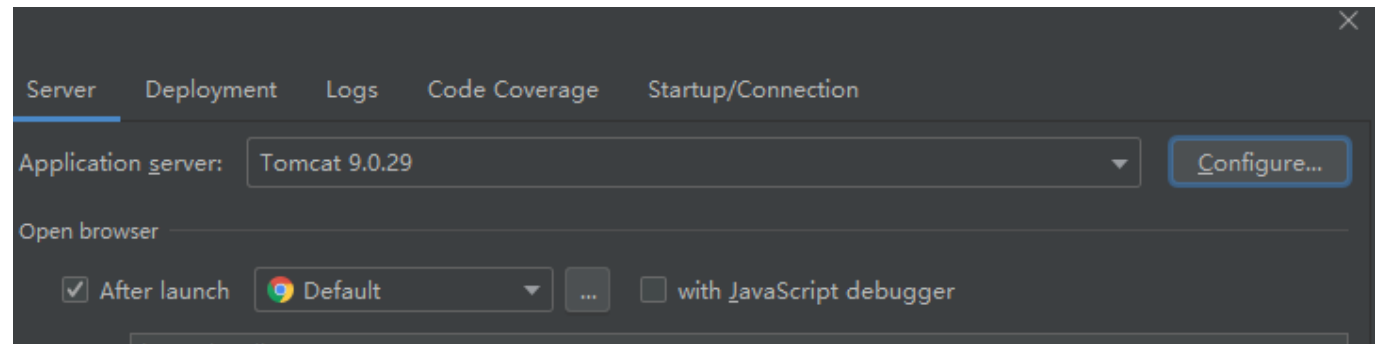 Server Deployment Logs Code Coverage Startup/Connection
Application server: Tomcat 9.0.29 Configure...
Open browser
After launch Default ... with JavaScript debugger